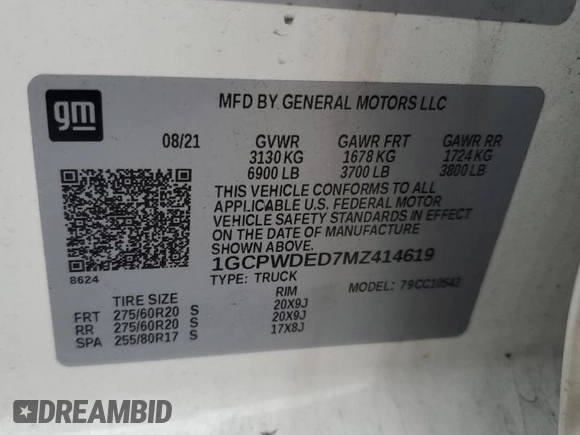 gm
MFD BY GENERAL MOTORS LLC
08/21 GVWR GAWR FRT GAWR RR
3130 KG 1678 KG 1724 KG
6900 LB 3700 LB 3800 LB
THIS VEHICLE CONFORMS TO ALL
APPLICABLE U.S. FEDERAL MOTOR
VEHICLE SAFETY STANDARDS IN EFFECT
ON THE DATE OF MANUFACTURE
SHOWN ABOVE.
1GCPWDED7MZ414619
8624
TYPE: TRUCK MODEL: 79CC10543
TIRE SIZE RIM
FRT 275/60R20 S 20X9J
RR 275/60R20 S 20X9J
SPA 255/80R17 S 17X8J
DREAMBID